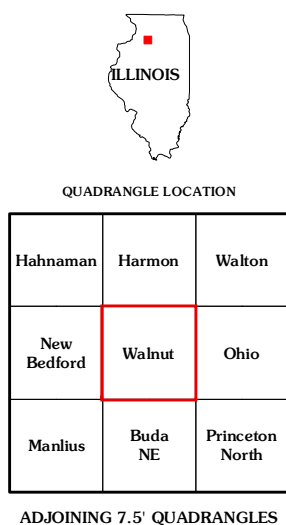 ILLINOIS
QUADRANGLE LOCATION
Hahnaman Harmon Walton
New Bedford Walnut Ohio
Manlius Buda NE Princeton North
ADJOINING 7.5' QUADRANGLES